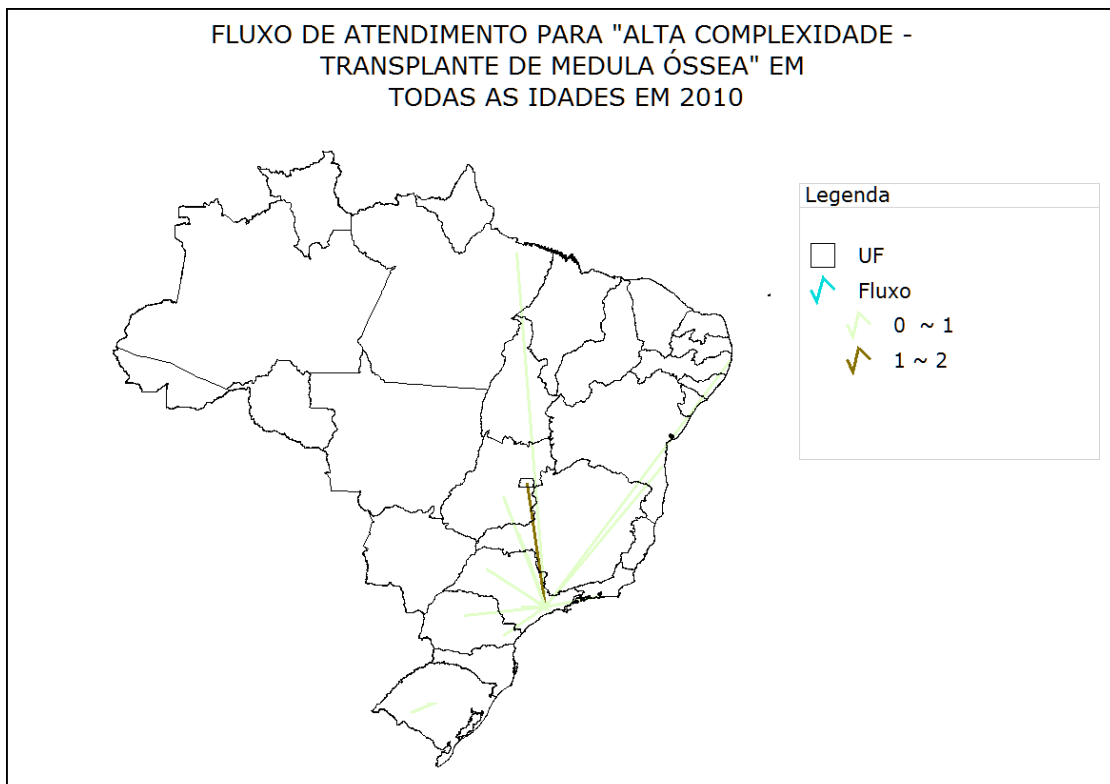 FLUXO DE ATENDIMENTO PARA "ALTA COMPLEXIDADE -
TRANSPLANTE DE MEDULA ÓSSEA" EM
TODAS AS IDADES EM 2010
Legenda
UF
Fluxo
0 ~ 1
1 ~ 2